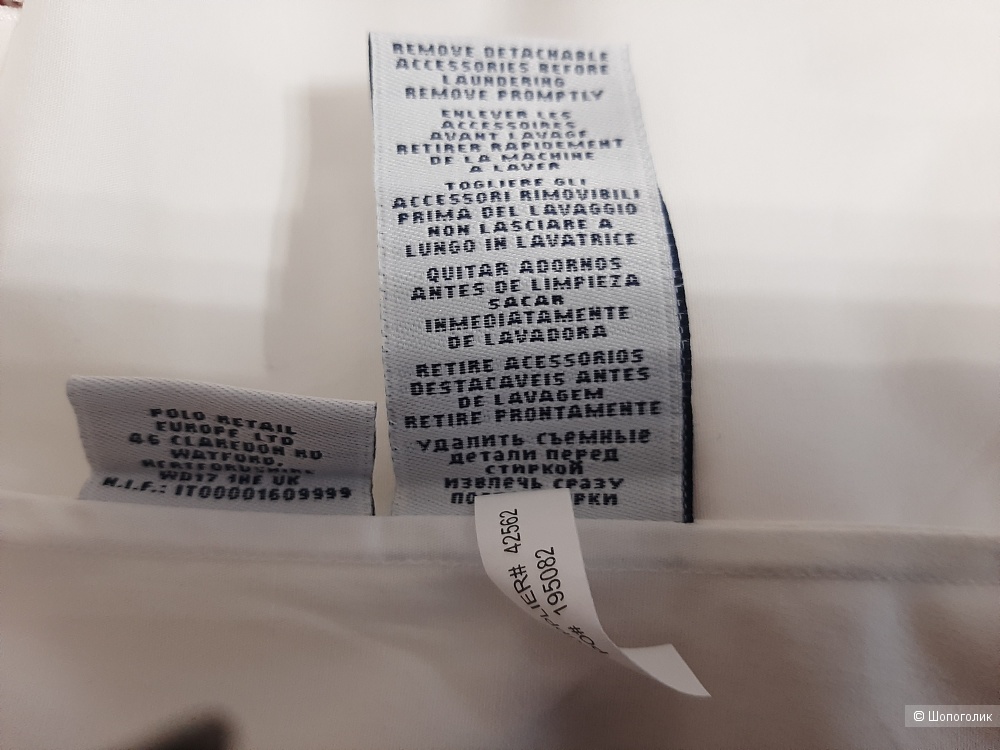 REMOVE DETACHABLE
ACCESSORIES BEFORE
LAUNDERING
REMOVE PROMPTLY
ENLEVER LES
ACCESSOIRES
AVANT LAVAGE
RETIRER RAPIDEMENT
DE LA MACHINE
A LAVER
TOGLIERE GLI
ACCESSORI RIMOVIBILI
PRIMA DEL LAVAGGIO
NON LASCIARE A
LUNGO IN LAVATRICE
QUITAR ADORNOS
ANTES DE LIMPIEZA
SACAR
INMEDIATAMENTE
DE LAVADORA
RETIRE ACESSORIOS
DESTACAVEIS ANTES
DE LAVAGEM
RETIRE PRONTAMENTE
УДАЛИТЬ СЪЕМНЫЕ
ДЕТАЛИ ПЕРЕД
СТИРКОЙ
ИЗВЛЕЧЬ СРАЗУ
POLO RETAIL
EUROPE LTD
46 CLARENDON RD
WATFORD,
HERTFORDSHIRE
WD17 1HE UK
N.I.F.: IT00001609999
42562
PO# 195082
© Шопоголик